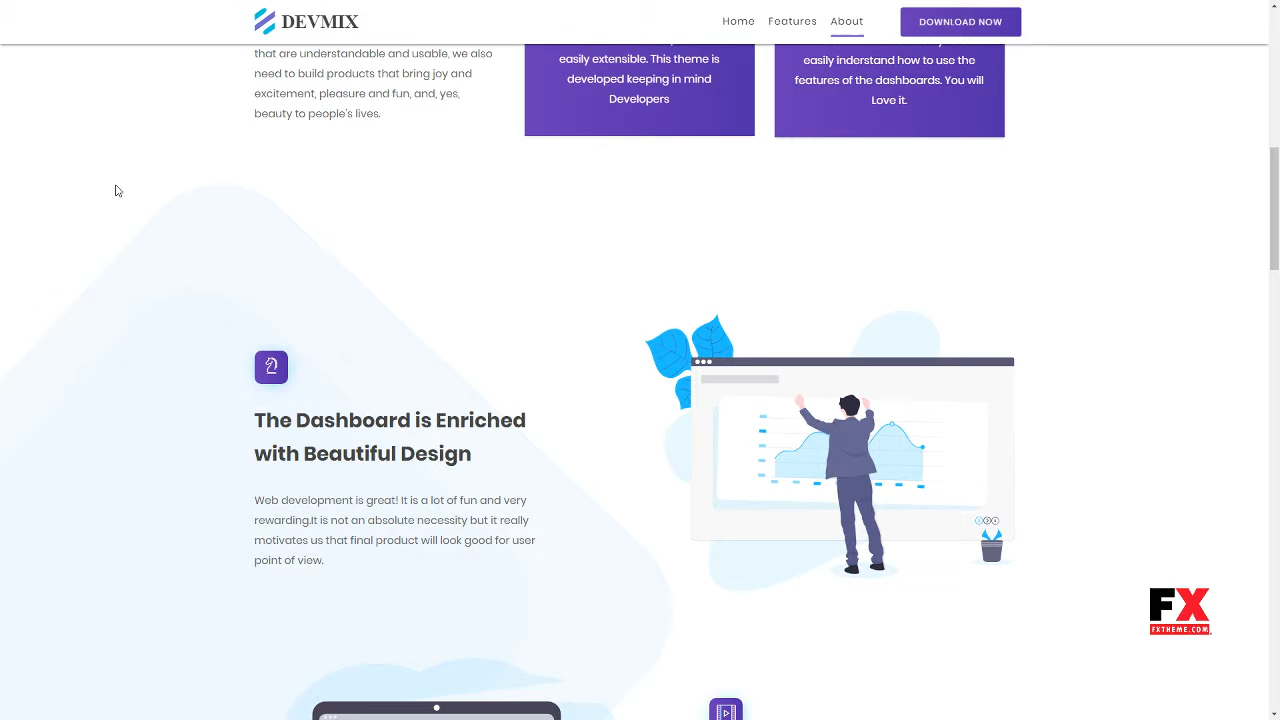 DEVMIX
Home Features About
DOWNLOAD NOW
that are understandable and usable, we also
need to build products that bring joy and
excitement, pleasure and fun, and, yes,
beauty to people's lives.
easily extensible. This theme is
developed keeping in mind
Developers
easily inderstand how to use the
features of the dashboards. You will
Love it.
The Dashboard is Enriched
with Beautiful Design
Web development is great! It is a lot of fun and very
rewarding.It is not an absolute necessity but it really
motivates us that final product will look good for user
point of view.
FX
FXTHEME.COM